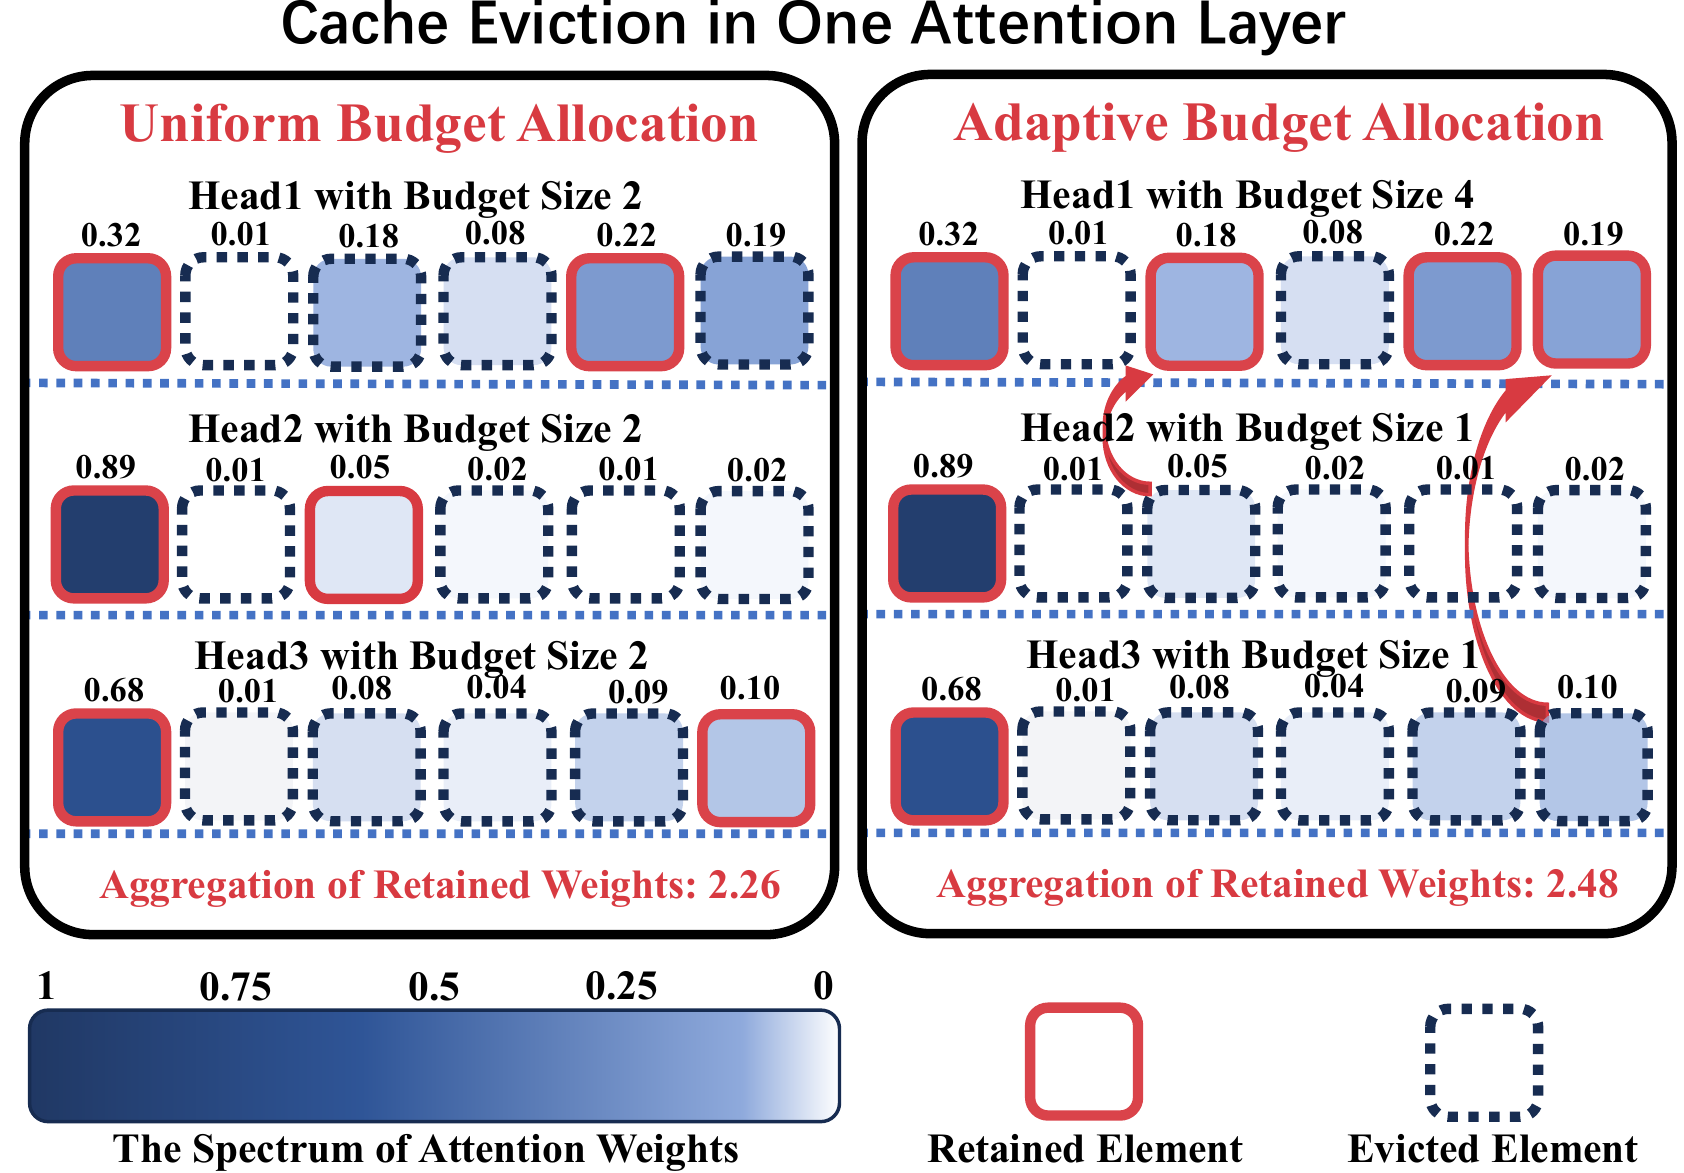 Cache Eviction in One Attention Layer
Uniform Budget Allocation
Head1 with Budget Size 2
0.32 0.01 0.18 0.08 0.22 0.19
Head2 with Budget Size 2
0.89 0.01 0.05 0.02 0.01 0.02
Head3 with Budget Size 2
0.68 0.01 0.08 0.04 0.09 0.10
Aggregation of Retained Weights: 2.26
Adaptive Budget Allocation
Head1 with Budget Size 4
0.32 0.01 0.18 0.08 0.22 0.19
Head2 with Budget Size 1
0.89 0.01 0.05 0.02 0.01 0.02
Head3 with Budget Size 1
0.68 0.01 0.08 0.04 0.09 0.10
Aggregation of Retained Weights: 2.48
1 0.75 0.5 0.25 0
The Spectrum of Attention Weights
Retained Element
Evicted Element